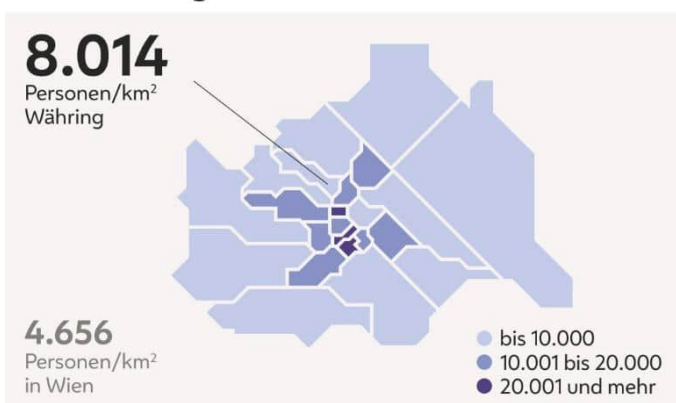 8.014
Personen/km²
Währing
4.656
Personen/km²
in Wien
bis 10.000
10.001 bis 20.000
20.001 und mehr